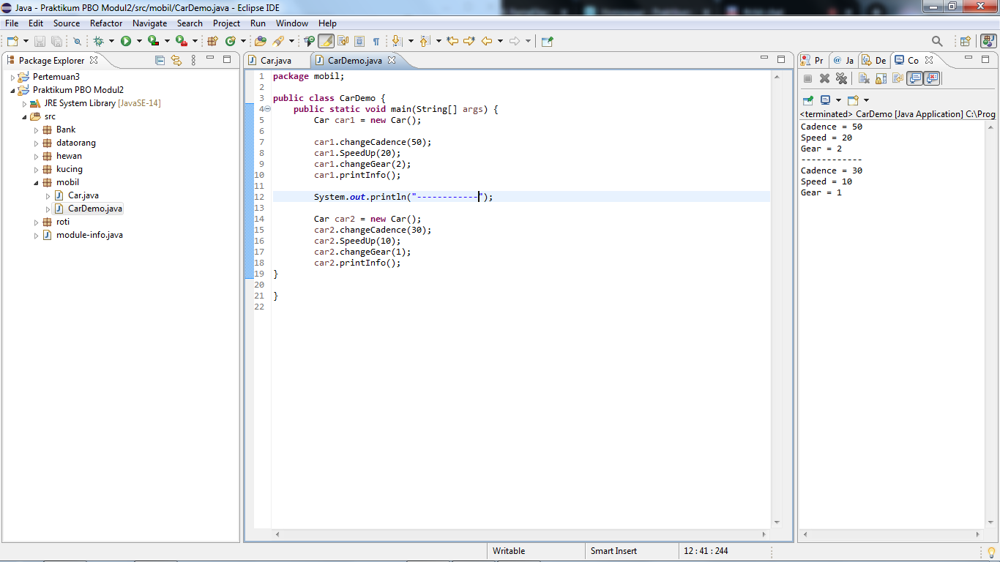 Java - Praktikum PBO Modul2/src/mobil/CarDemo.java - Eclipse IDE
File Edit Source Refactor Navigate Search Project Run Window Help
Package Explorer
Pertemuan3
Praktikum PBO Modul2
JRE System Library [JavaSE-14]
src
Bank
dataorang
hewan
kucing
mobil
Car.java
CarDemo.java
roti
module-info.java
Car.java CarDemo.java
1 package mobil;
2
3 public class CarDemo {
4 public static void main(String[] args) {
5 Car car1 = new Car();
6
7 car1.changeCadence(50);
8 car1.SpeedUp(20);
9 car1.changeGear(2);
10 car1.printInfo();
11
12 System.out.println("------------");
13
14 Car car2 = new Car();
15 car2.changeCadence(30);
16 car2.SpeedUp(10);
17 car2.changeGear(1);
18 car2.printInfo();
19 }
20
21 }
22
Pr Ja De Co
<terminated> CarDemo [Java Application] C:\Prog
Cadence = 50
Speed = 20
Gear = 2
------------
Cadence = 30
Speed = 10
Gear = 1
Writable Smart Insert 12 : 41 : 244